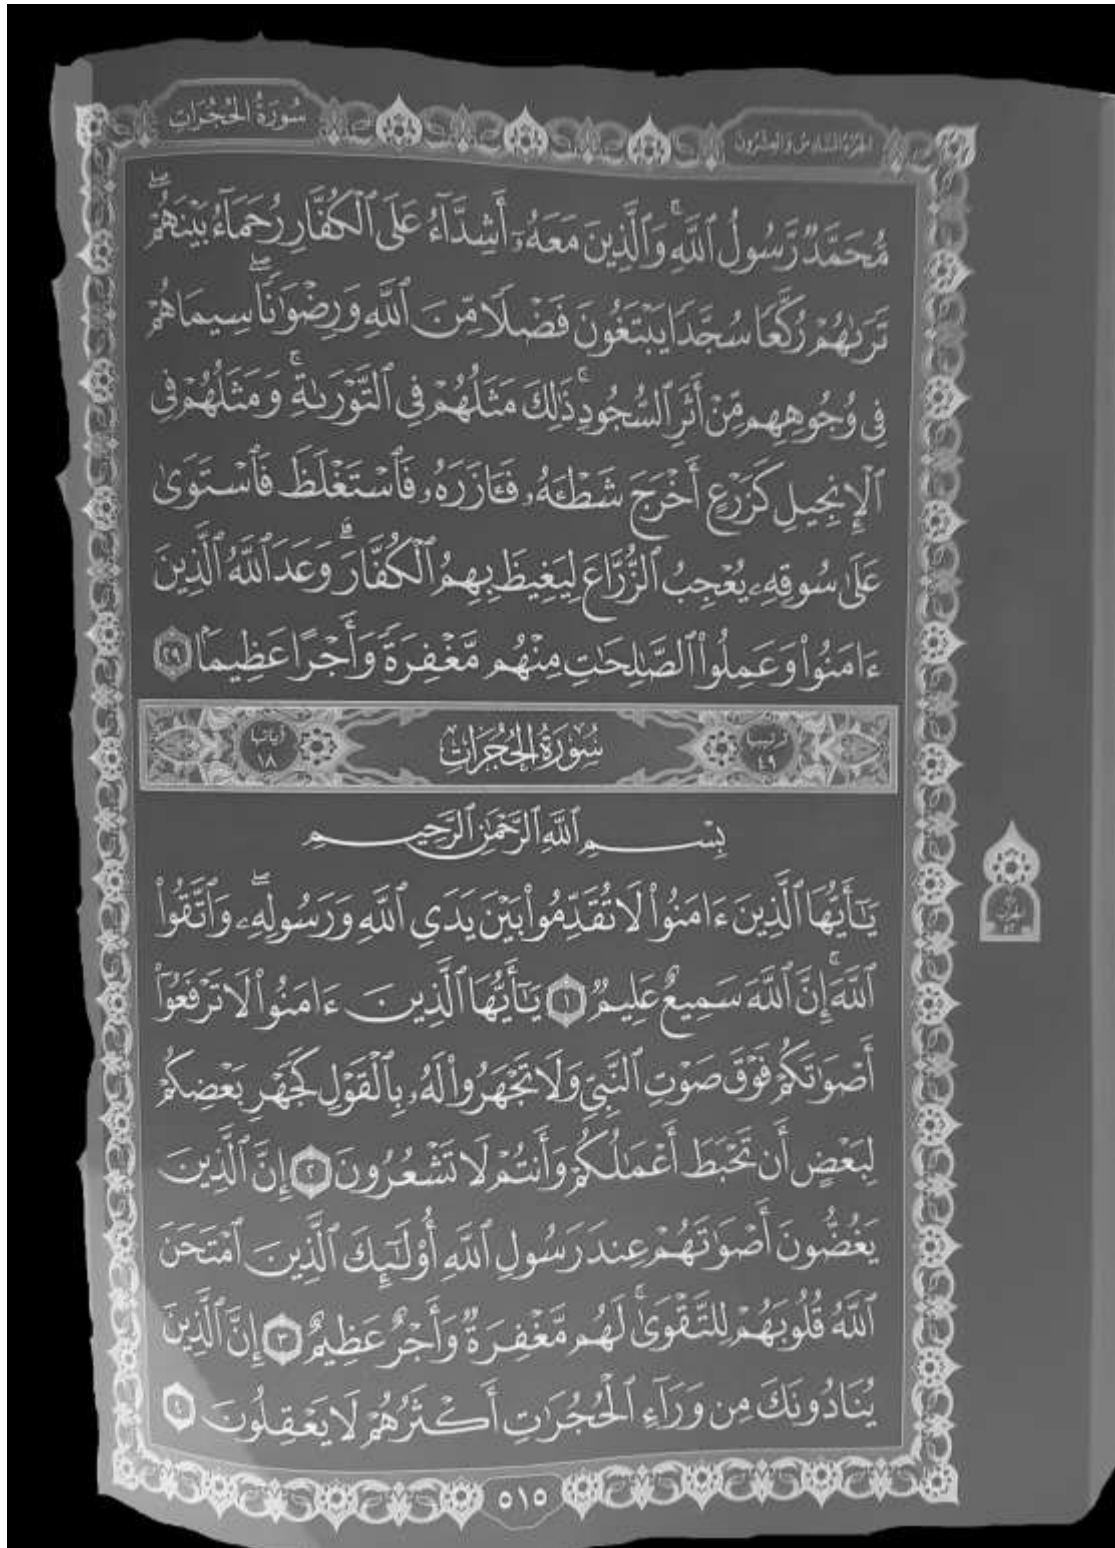 الجزء السادس والعشرون
سُورَةُ الْحُجُرَاتِ
مُّحَمَّدٌ رَّسُولُ ٱللَّهِۚ وَٱلَّذِينَ مَعَهُۥٓ أَشِدَّآءُ عَلَى ٱلْكُفَّارِ رُحَمَآءُ بَيْنَهُمْۖ
تَرَىٰهُمْ رُكَّعًا سُجَّدًا يَبْتَغُونَ فَضْلًا مِّنَ ٱللَّهِ وَرِضْوَٰنًاۖ سِيمَاهُمْ
فِى وُجُوهِهِم مِّنْ أَثَرِ ٱلسُّجُودِۚ ذَٰلِكَ مَثَلُهُمْ فِى ٱلتَّوْرَىٰةِۚ وَمَثَلُهُمْ فِى
ٱلْإِنجِيلِ كَزَرْعٍ أَخْرَجَ شَطْـَٔهُۥ فَـَٔازَرَهُۥ فَٱسْتَغْلَظَ فَٱسْتَوَىٰ
عَلَىٰ سُوقِهِۦ يُعْجِبُ ٱلزُّرَّاعَ لِيَغِيظَ بِهِمُ ٱلْكُفَّارَۗ وَعَدَ ٱللَّهُ ٱلَّذِينَ
ءَامَنُوا۟ وَعَمِلُوا۟ ٱلصَّٰلِحَٰتِ مِنْهُم مَّغْفِرَةً وَأَجْرًا عَظِيمًۢا ٢٩
ترتيبها ٤٩ سُورَةُ الْحُجُرَاتِ آياتها ١٨
بِسْمِ ٱللَّهِ ٱلرَّحْمَٰنِ ٱلرَّحِيمِ
يَٰٓأَيُّهَا ٱلَّذِينَ ءَامَنُوا۟ لَا تُقَدِّمُوا۟ بَيْنَ يَدَىِ ٱللَّهِ وَرَسُولِهِۦۖ وَٱتَّقُوا۟
ٱللَّهَۚ إِنَّ ٱللَّهَ سَمِيعٌ عَلِيمٌ ١ يَٰٓأَيُّهَا ٱلَّذِينَ ءَامَنُوا۟ لَا تَرْفَعُوٓا۟
أَصْوَٰتَكُمْ فَوْقَ صَوْتِ ٱلنَّبِىِّ وَلَا تَجْهَرُوا۟ لَهُۥ بِٱلْقَوْلِ كَجَهْرِ بَعْضِكُمْ
لِبَعْضٍ أَن تَحْبَطَ أَعْمَٰلُكُمْ وَأَنتُمْ لَا تَشْعُرُونَ ٢ إِنَّ ٱلَّذِينَ
يَغُضُّونَ أَصْوَٰتَهُمْ عِندَ رَسُولِ ٱللَّهِ أُو۟لَٰٓئِكَ ٱلَّذِينَ ٱمْتَحَنَ
ٱللَّهُ قُلُوبَهُمْ لِلتَّقْوَىٰۚ لَهُم مَّغْفِرَةٌ وَأَجْرٌ عَظِيمٌ ٣ إِنَّ ٱلَّذِينَ
يُنَادُونَكَ مِن وَرَآءِ ٱلْحُجُرَٰتِ أَكْثَرُهُمْ لَا يَعْقِلُونَ ٤
٥١٥